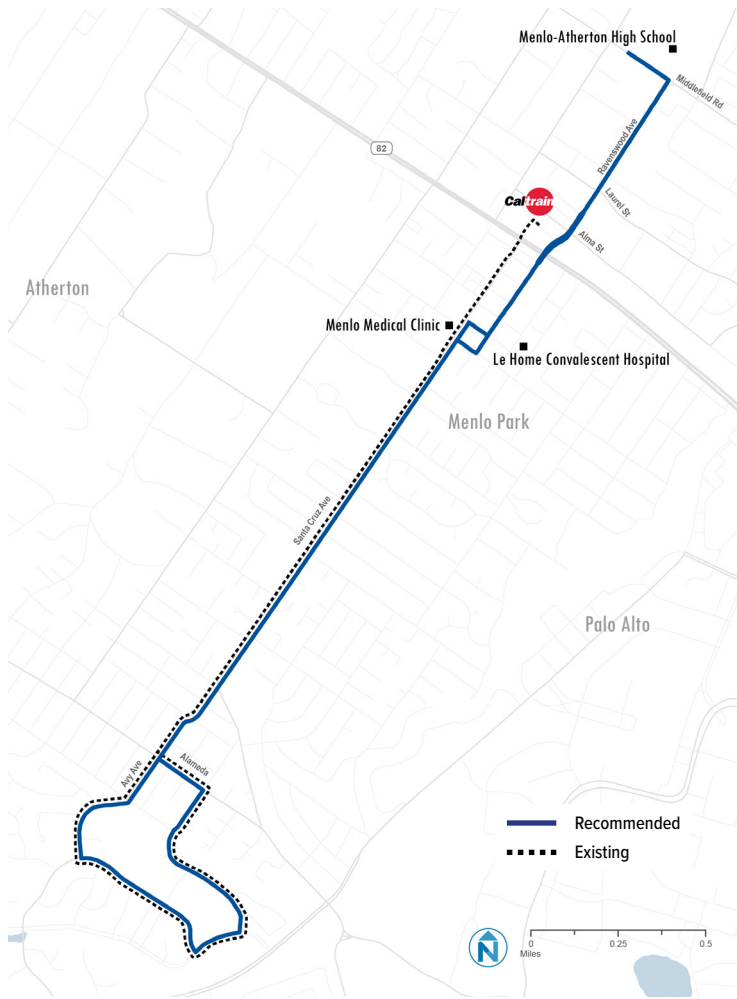 Menlo-Atherton High School
Middlefield Rd
Ravenswood Ave
82
Laurel St
Caltrain
Alma St
Atherton
Menlo Medical Clinic
Le Home Convalescent Hospital
Menlo Park
Santa Cruz Ave
Palo Alto
Alameda
Avy Ave
Recommended
Existing
N
0 0.25 0.5
Miles